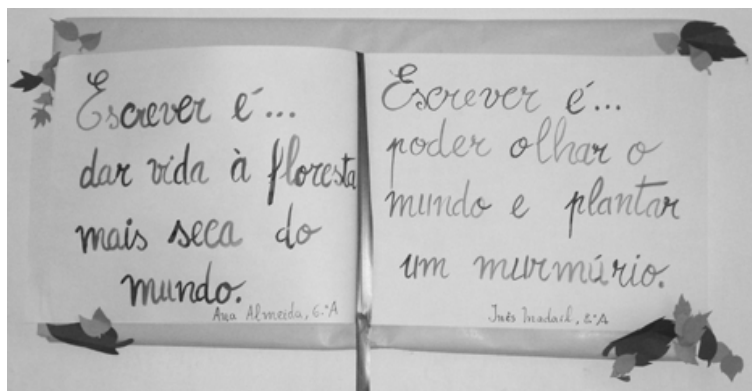 Escrever é...
dar vida à floresta
mais seca do
mundo.
Ana Almeida, 6.ºA
Escrever é...
poder olhar o
mundo e plantar
um murmúrio.
Inês